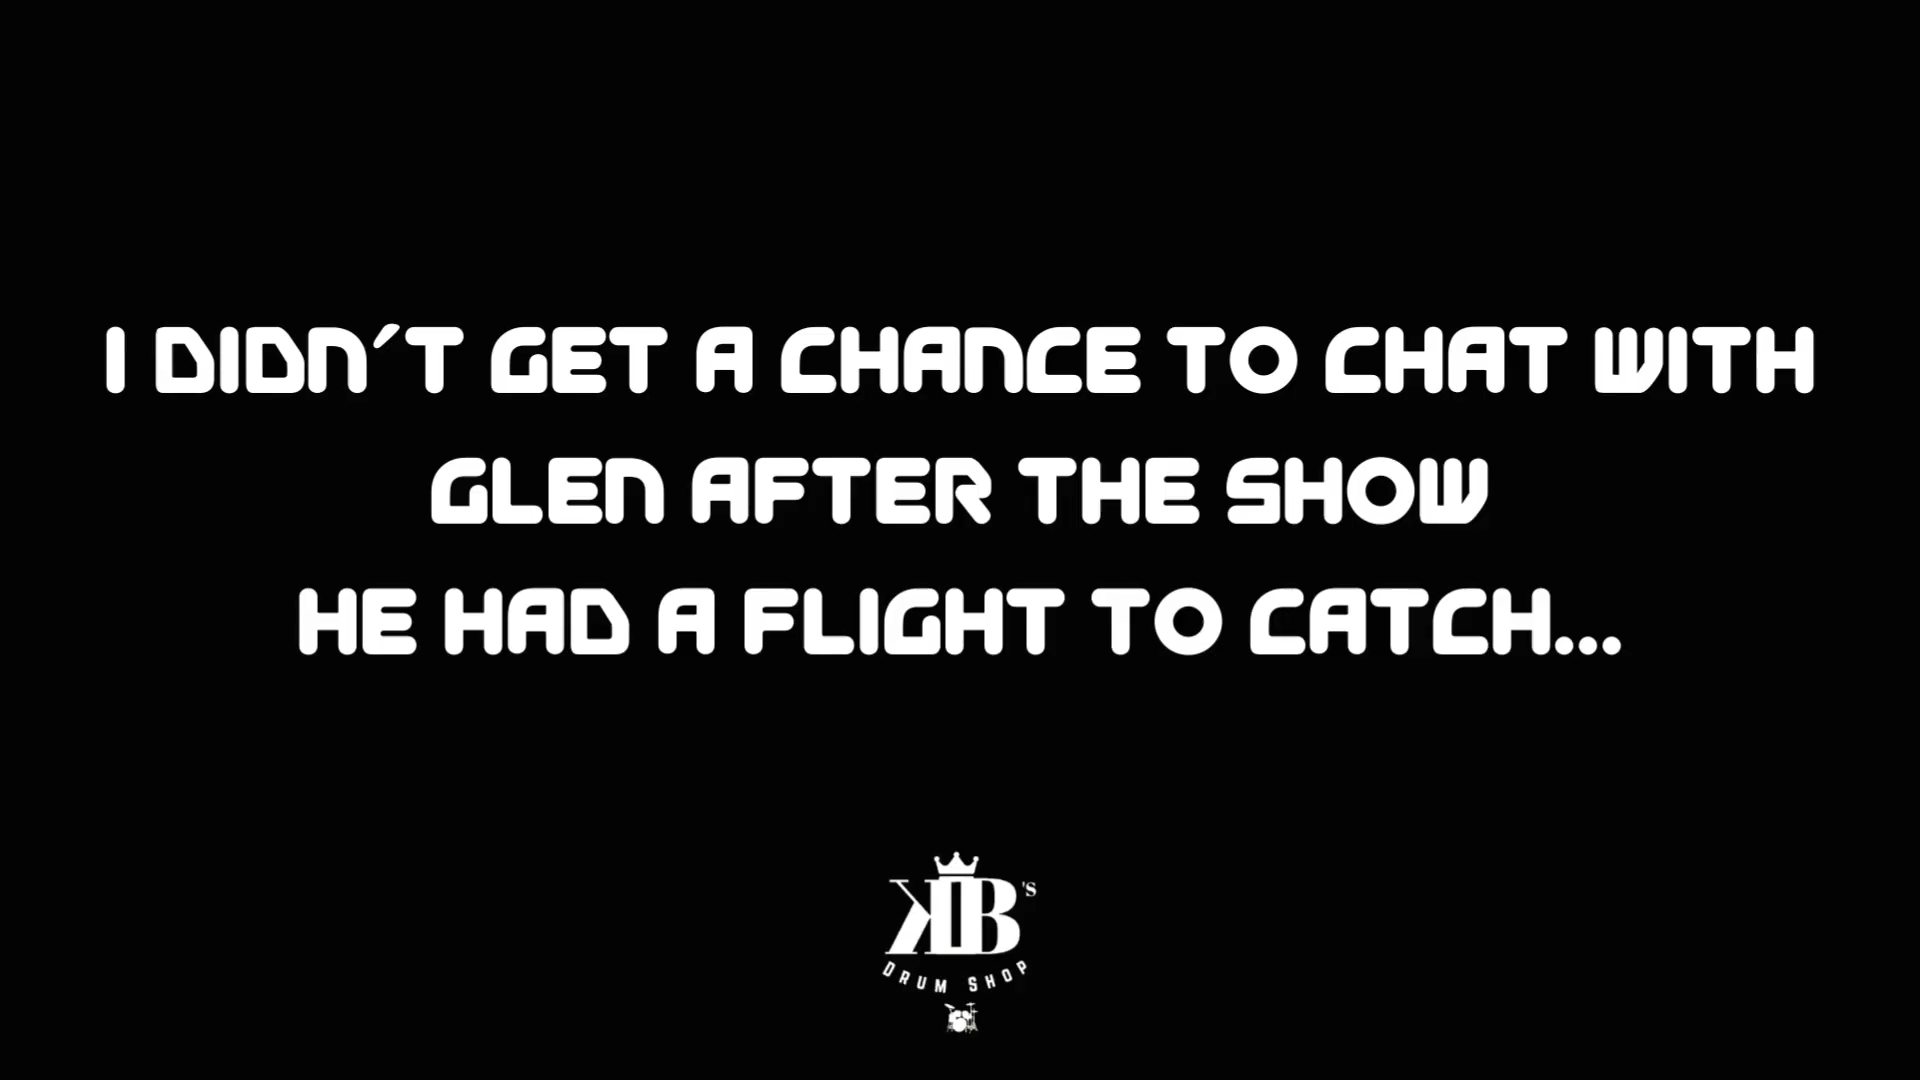 I DIDN'T GET A CHANCE TO CHAT WITH
GLEN AFTER THE SHOW
HE HAD A FLIGHT TO CATCH...
KB'S
DRUM SHOP